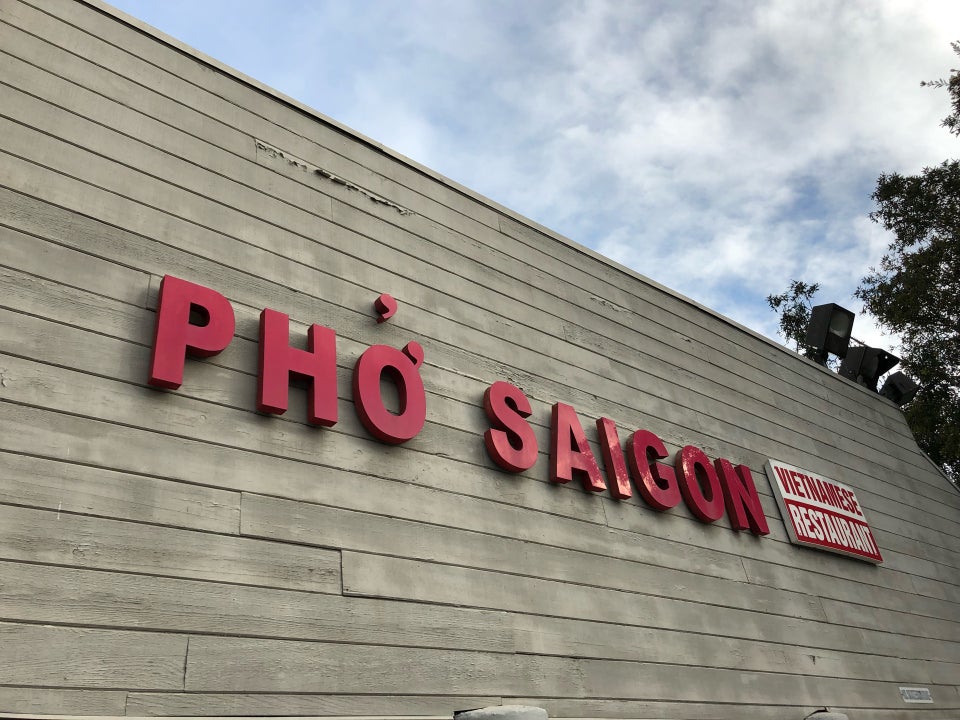 PHỞ SAIGON
VIETNAMESE
RESTAURANT